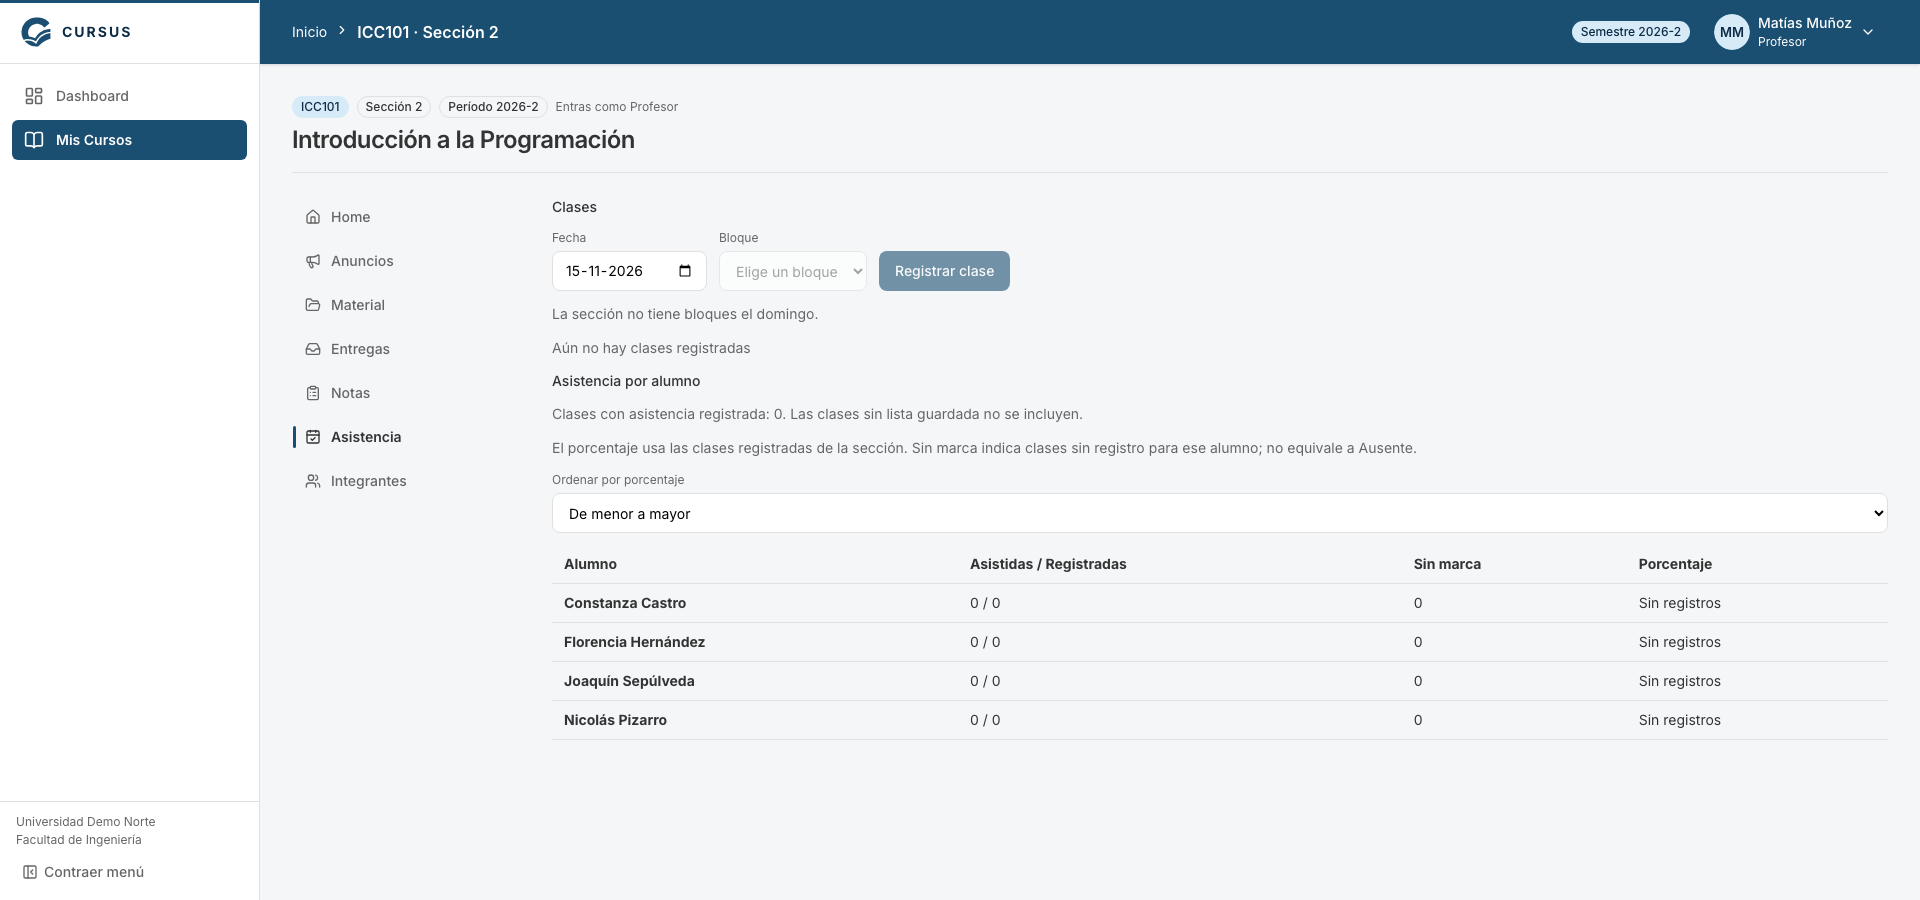 CURSUS
Inicio
ICC101 · Sección 2
Semestre 2026-2
MM
Matías Muñoz
Profesor
Dashboard
Mis Cursos
ICC101
Sección 2
Período 2026-2
Entras como Profesor
Introducción a la Programación
Home
Anuncios
Material
Entregas
Notas
Asistencia
Integrantes
Clases
Fecha
Bloque
15-11-2026
Elige un bloque
Registrar clase
La sección no tiene bloques el domingo.
Aún no hay clases registradas
Asistencia por alumno
Clases con asistencia registrada: 0. Las clases sin lista guardada no se incluyen.
El porcentaje usa las clases registradas de la sección. Sin marca indica clases sin registro para ese alumno; no equivale a Ausente.
Ordenar por porcentaje
De menor a mayor
Alumno Asistidas / Registradas Sin marca Porcentaje
Constanza Castro 0 / 0 0 Sin registros
Florencia Hernández 0 / 0 0 Sin registros
Joaquín Sepúlveda 0 / 0 0 Sin registros
Nicolás Pizarro 0 / 0 0 Sin registros
Universidad Demo Norte
Facultad de Ingeniería
Contraer menú